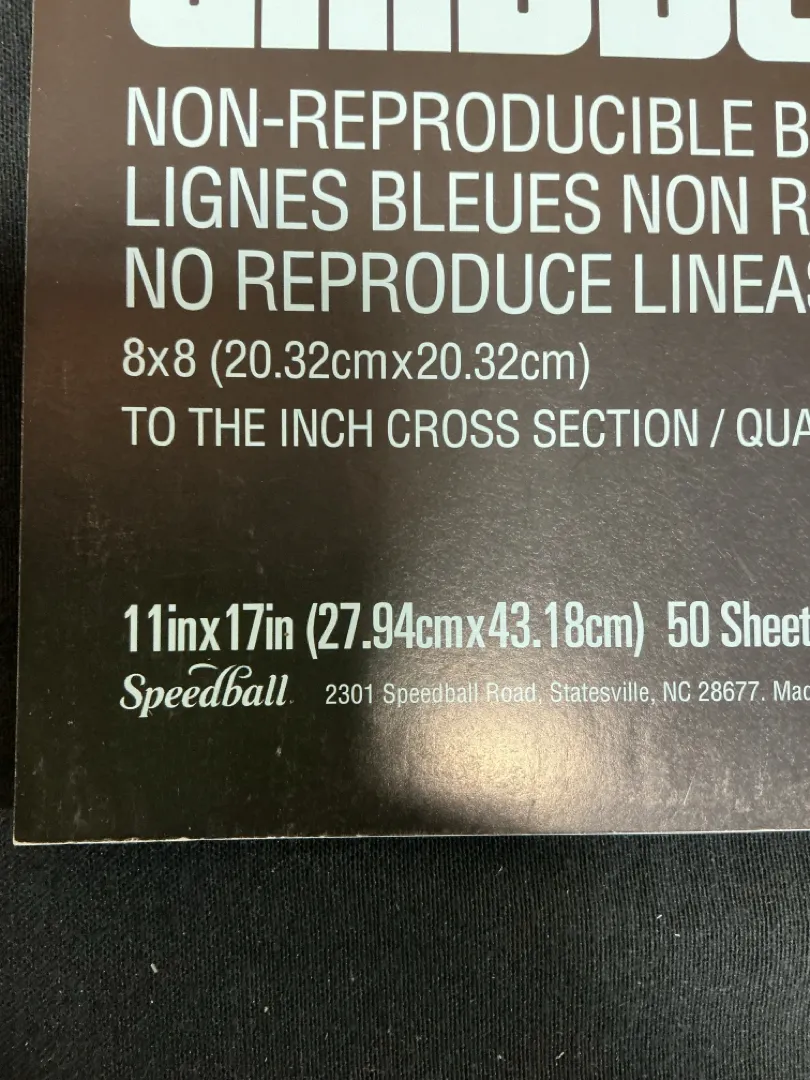 NON-REPRODUCIBLE B
LIGNES BLEUES NON R
NO REPRODUCE LINEAS
8x8 (20.32cmx20.32cm)
TO THE INCH CROSS SECTION / QUA
11inx17in (27.94cmx43.18cm) 50 Sheet
Speedball 2301 Speedball Road, Statesville, NC 28677. Mad